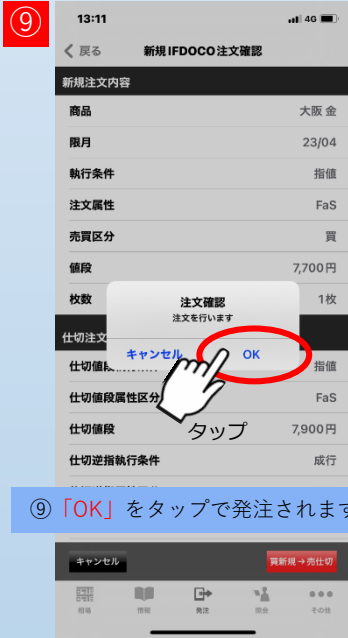 ⑨
13:11
4G
戻る 新規IFDOCO注文確認
新規注文内容
商品 大阪 金
限月 23/04
執行条件 指値
注文属性 FaS
売買区分 買
値段 7,700円
枚数 1枚
注文確認
注文を行います
キャンセル OK
仕切注文
仕切値段 指値
仕切値段属性区分 FaS
タップ
仕切値段 7,900円
仕切逆指執行条件 成行
⑨「OK」をタップで発注されます
キャンセル 買新規→売仕切
相場 情報 発注 照会 その他